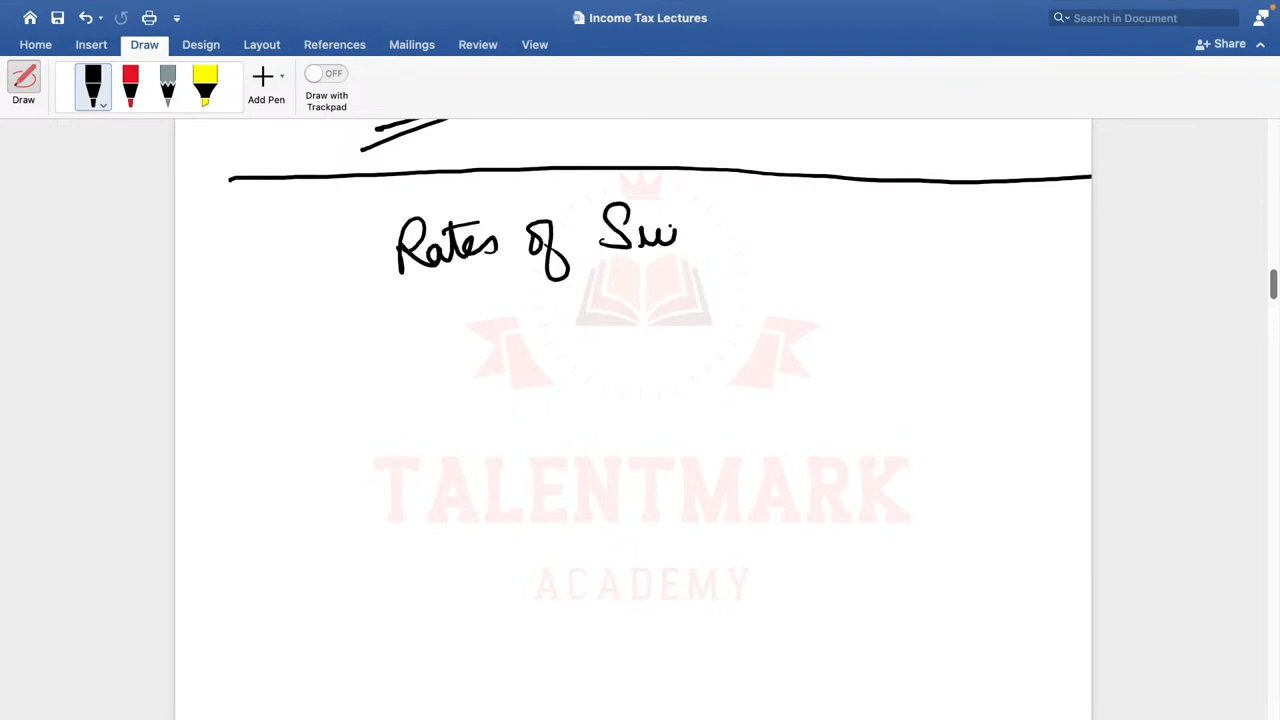 Income Tax Lectures
Search in Document
Home Insert Draw Design Layout References Mailings Review View
Share
OFF
Draw
Add Pen
Draw with
Trackpad
Rates of
TALENTMARK
ACADEMY